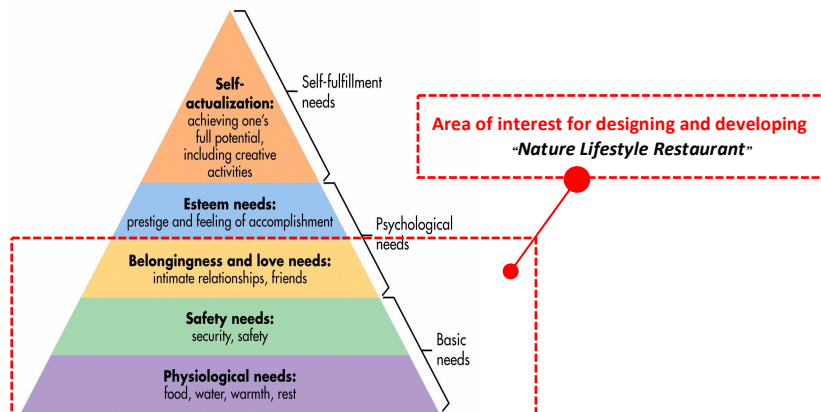 Self-
actualization:
achieving one's
full potential,
including creative
activities
Self-fulfillment
needs
Area of interest for designing and developing
“Nature Lifestyle Restaurant”
Esteem needs:
prestige and feeling of accomplishment
Psychological
needs
Belongingness and love needs:
intimate relationships, friends
Safety needs:
security, safety
Basic
needs
Physiological needs:
food, water, warmth, rest